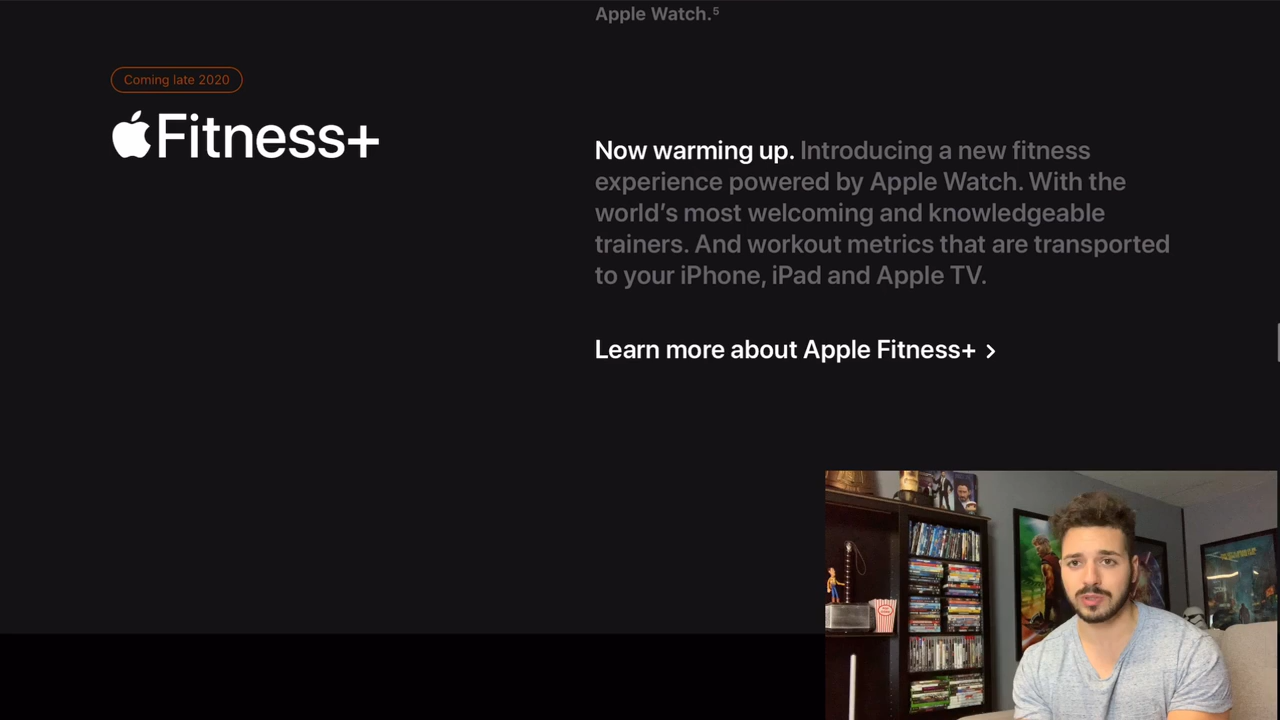 Apple Watch.⁵
Coming late 2020
Fitness+
Now warming up. Introducing a new fitness
experience powered by Apple Watch. With the
world’s most welcoming and knowledgeable
trainers. And workout metrics that are transported
to your iPhone, iPad and Apple TV.
Learn more about Apple Fitness+ >